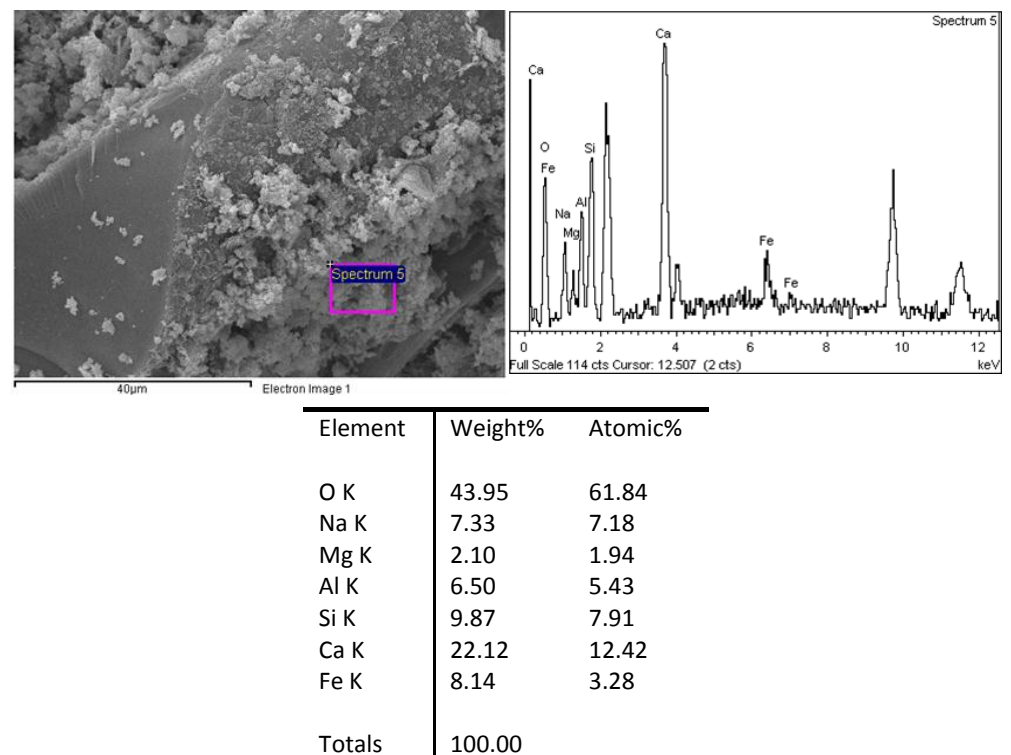 Spectrum 5
40µm
Electron Image 1
Spectrum 5
Ca
Ca
O
Si
Fe
Al
Na
Mg
Fe
Fe
0 2 4 6 8 10 12
Full Scale 114 cts Cursor: 12.507 (2 cts) keV
Element Weight% Atomic%
O K 43.95 61.84
Na K 7.33 7.18
Mg K 2.10 1.94
Al K 6.50 5.43
Si K 9.87 7.91
Ca K 22.12 12.42
Fe K 8.14 3.28
Totals 100.00